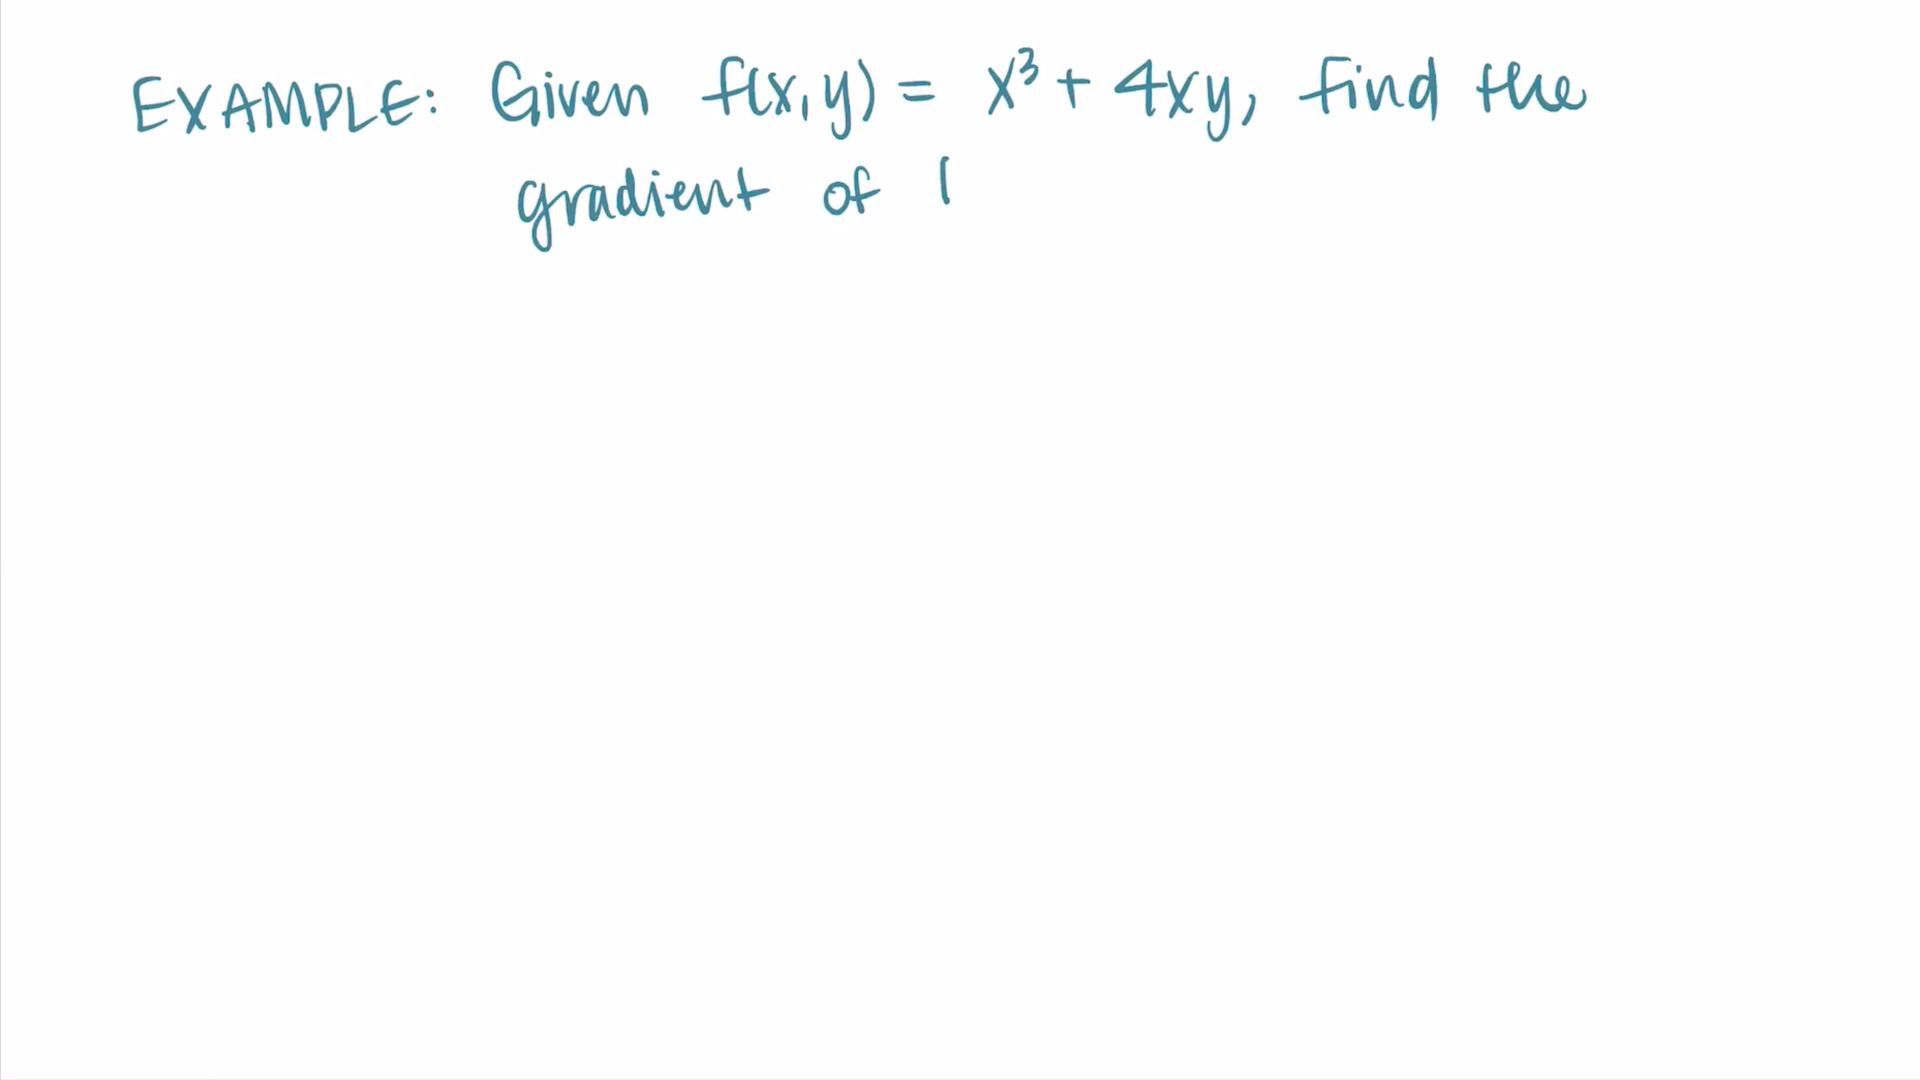 EXAMPLE: Given f(x,y) = x³ + 4xy, find the
gradient of